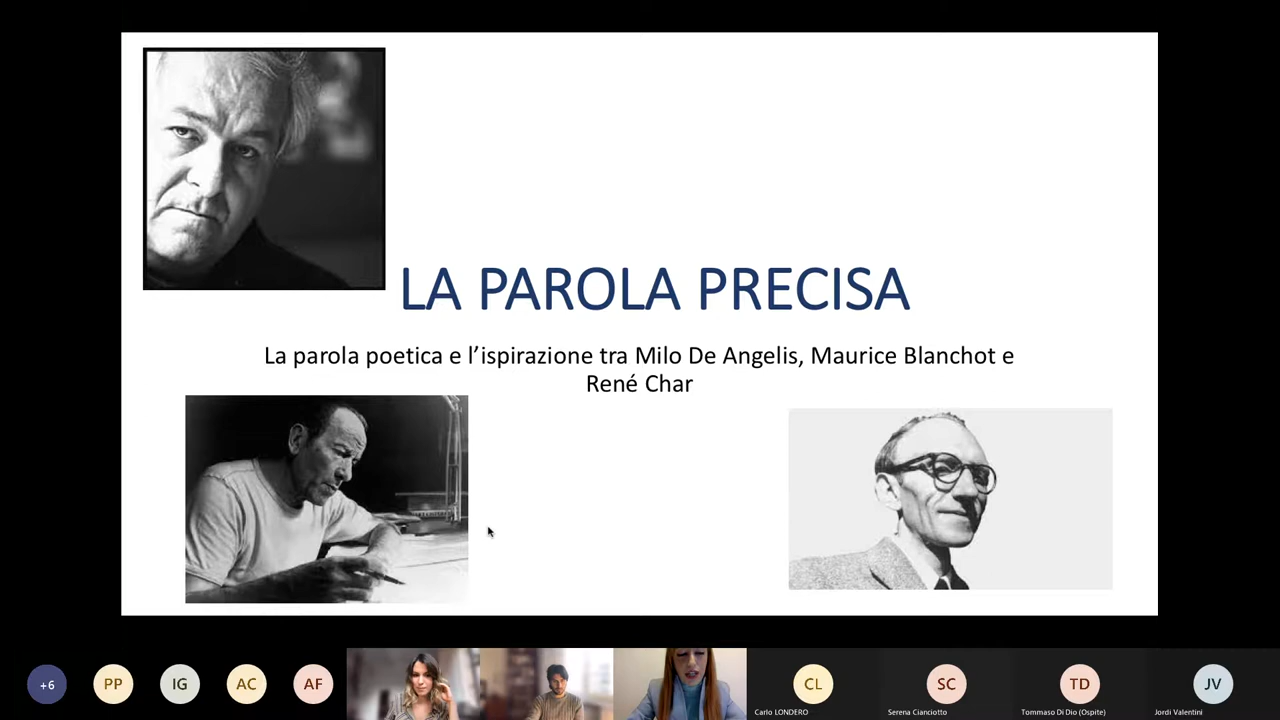 LA PAROLA PRECISA
La parola poetica e l’ispirazione tra Milo De Angelis, Maurice Blanchot e
René Char
+6
PP
IG
AC
AF
CL
SC
TD
JV
Carlo LONDERO
Serena Cianciotto
Tommaso Di Dio (Ospite)
Jordi Valentini